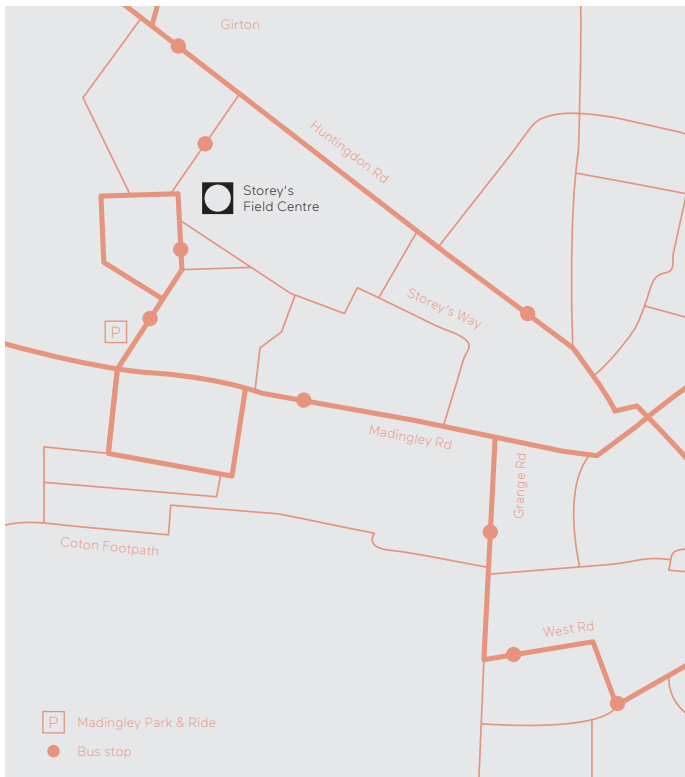 Girton
Huntingdon Rd
Storey's
Field Centre
Storey's Way
P
Madingley Rd
Grange Rd
Coton Footpath
West Rd
P Madingley Park & Ride
Bus stop